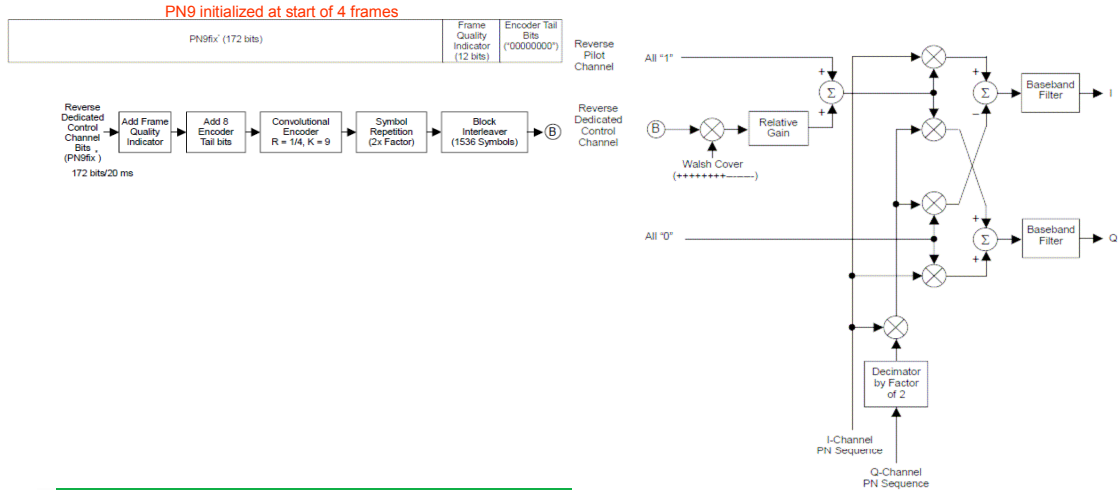 PN9 initialized at start of 4 frames
PN9fix' (172 bits)
Frame
Quality
Indicator
(12 bits)
Encoder Tail
Bits
("00000000")
Reverse
Dedicated
Control
Channel
Bits
(PN9fix )
172 bits/20 ms
Add Frame
Quality
Indicator
Add 8
Encoder
Tail bits
Convolutional
Encoder
R = 1/4, K = 9
Symbol
Repetition
(2x Factor)
Block
Interleaver
(1536 Symbols)
B
Reverse
Pilot
Channel
All "1"
Reverse
Dedicated
Control
Channel
B
Relative
Gain
Walsh Cover
(++++++++--------)
+
Σ
+
+
Σ
−
Baseband
Filter
I
All "0"
+
Σ
+
Baseband
Filter
Q
Decimator
by Factor
of 2
I-Channel
PN Sequence
Q-Channel
PN Sequence